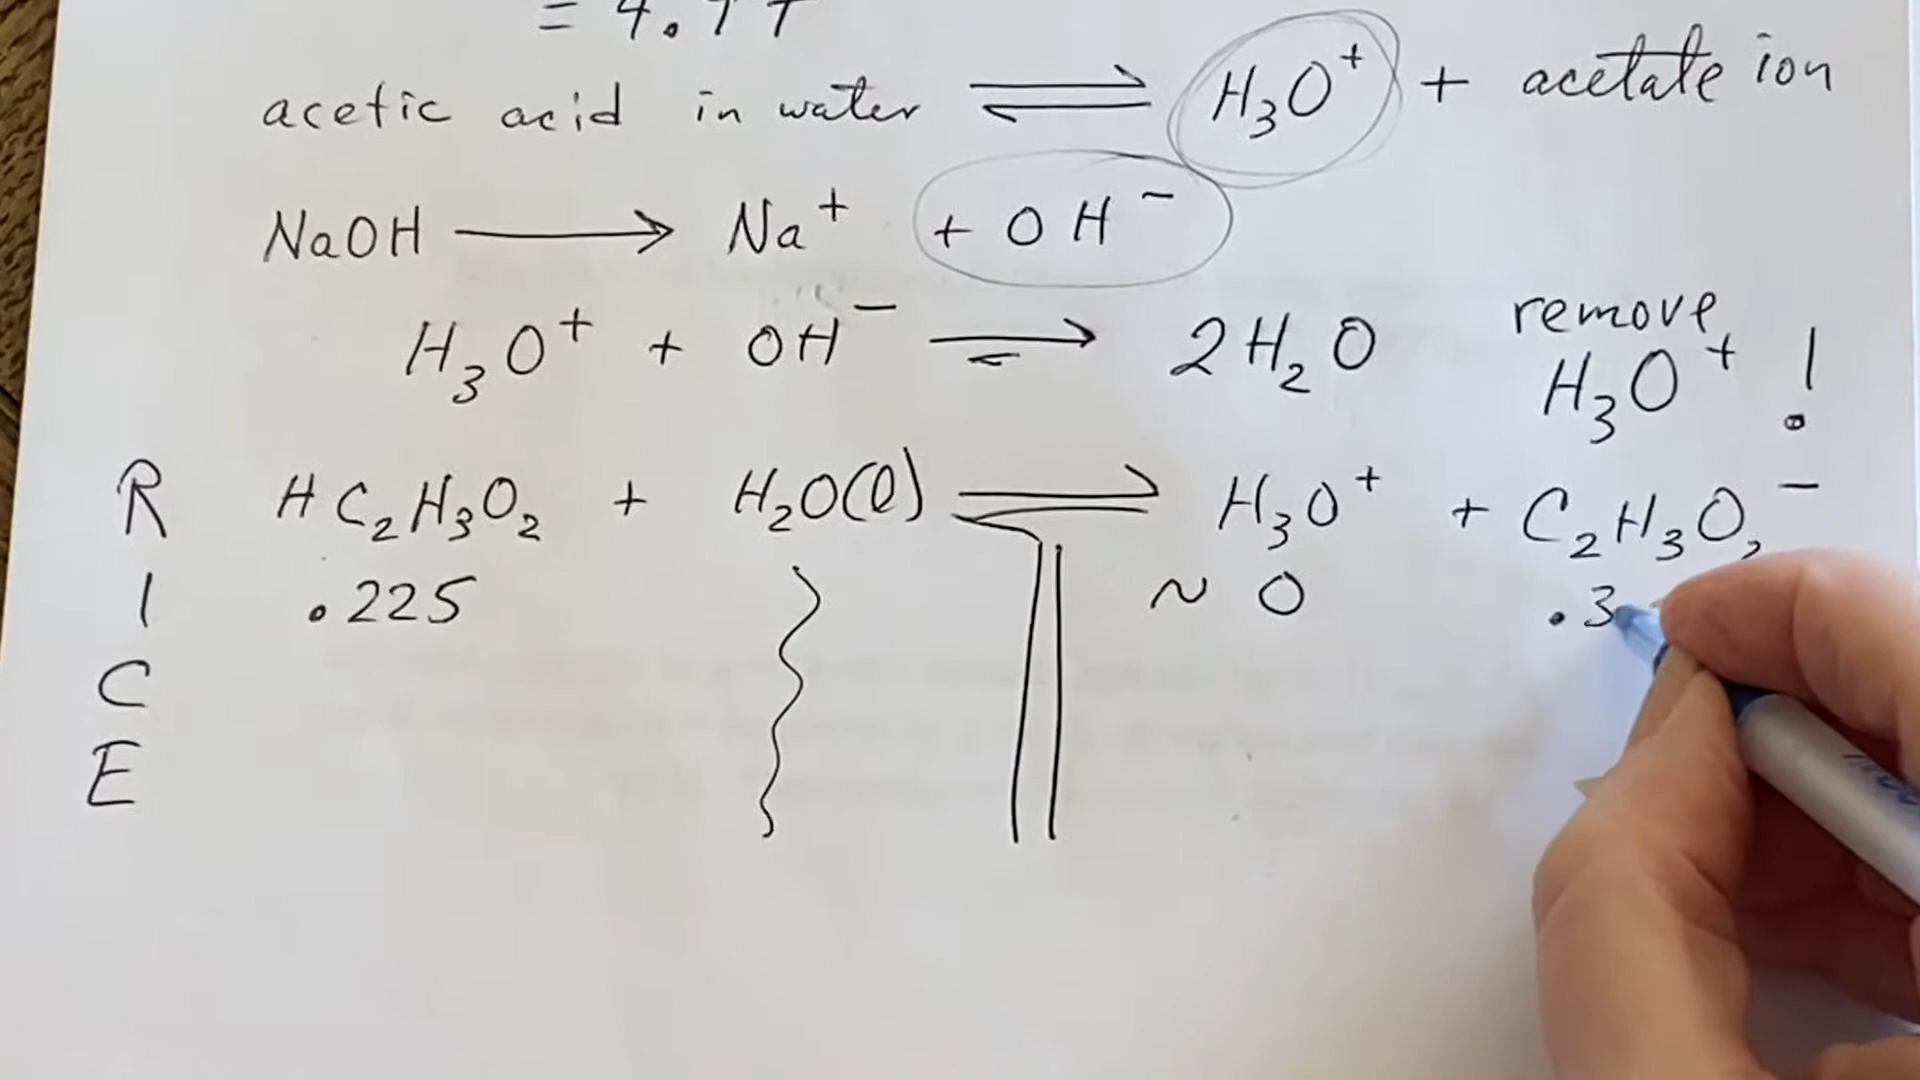 acetic acid in water ⇌ H₃O⁺ + acetate ion
NaOH → Na⁺ + OH⁻
H₃O⁺ + OH⁻ ⇌ 2H₂O
remove
H₃O⁺ !
R HC₂H₃O₂ + H₂O(l) ⇌ H₃O⁺ + C₂H₃O₂⁻
I .225 ~ 0 .3
C
E